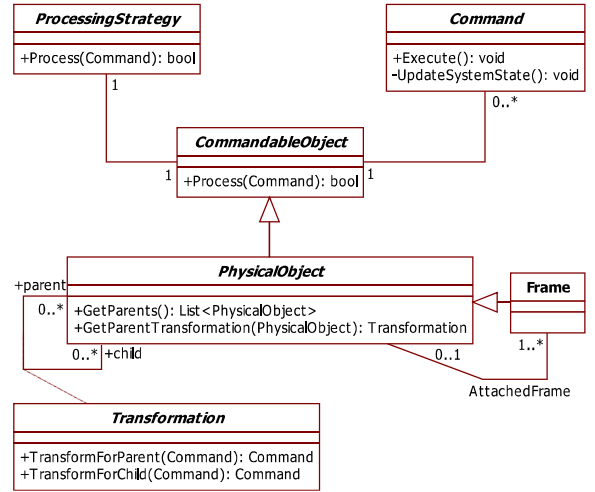 ProcessingStrategy
+Process(Command): bool
Command
+Execute(): void
-UpdateSystemState(): void
1
0..*
CommandableObject
+Process(Command): bool
1
1
PhysicalObject
+GetParents(): List<PhysicalObject>
+GetParentTransformation(PhysicalObject): Transformation
Frame
+parent
0..*
0..*
+child
0..1
1..*
AttachedFrame
Transformation
+TransformForParent(Command): Command
+TransformForChild(Command): Command